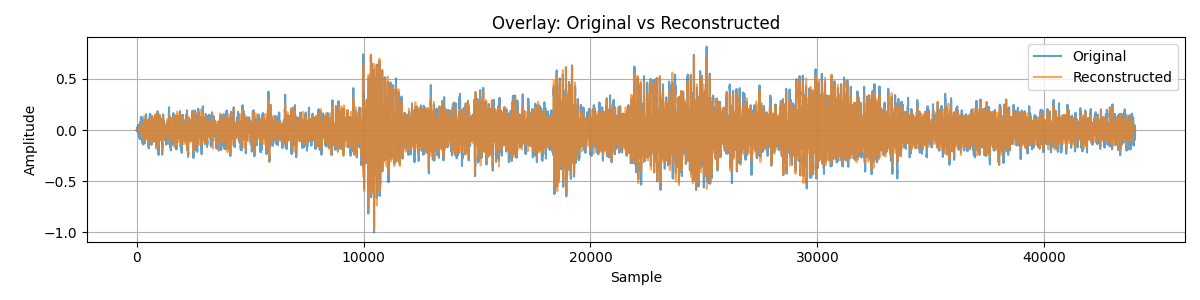 Overlay: Original vs Reconstructed
Original
Reconstructed
Amplitude
0.5
0.0
−0.5
−1.0
0 10000 20000 30000 40000
Sample